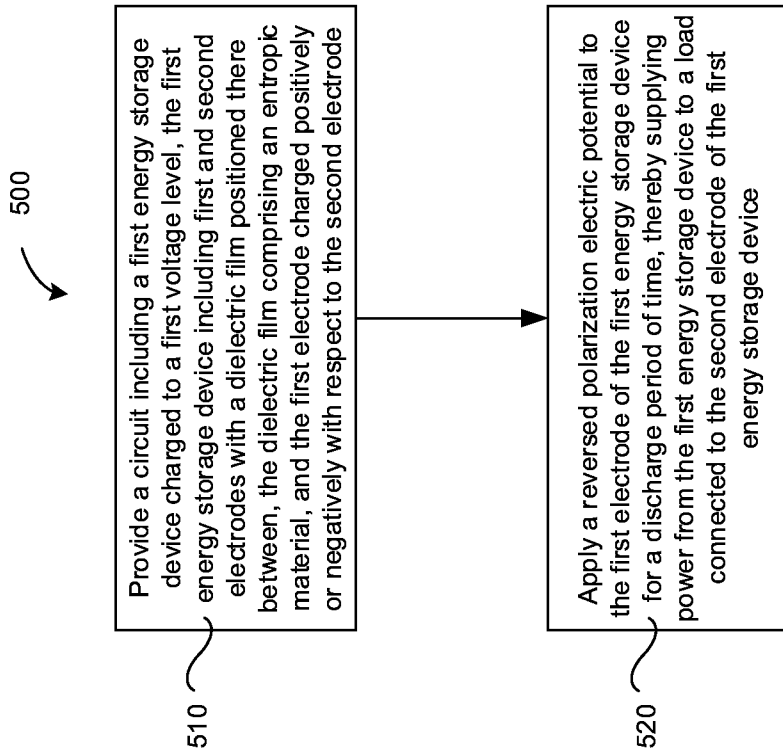 500
510
Provide a circuit including a first energy storage
device charged to a first voltage level, the first
energy storage device including first and second
electrodes with a dielectric film positioned there
between, the dielectric film comprising an entropic
material, and the first electrode charged positively
or negatively with respect to the second electrode
520
Apply a reversed polarization electric potential to
the first electrode of the first energy storage device
for a discharge period of time, thereby supplying
power from the first energy storage device to a load
connected to the second electrode of the first
energy storage device